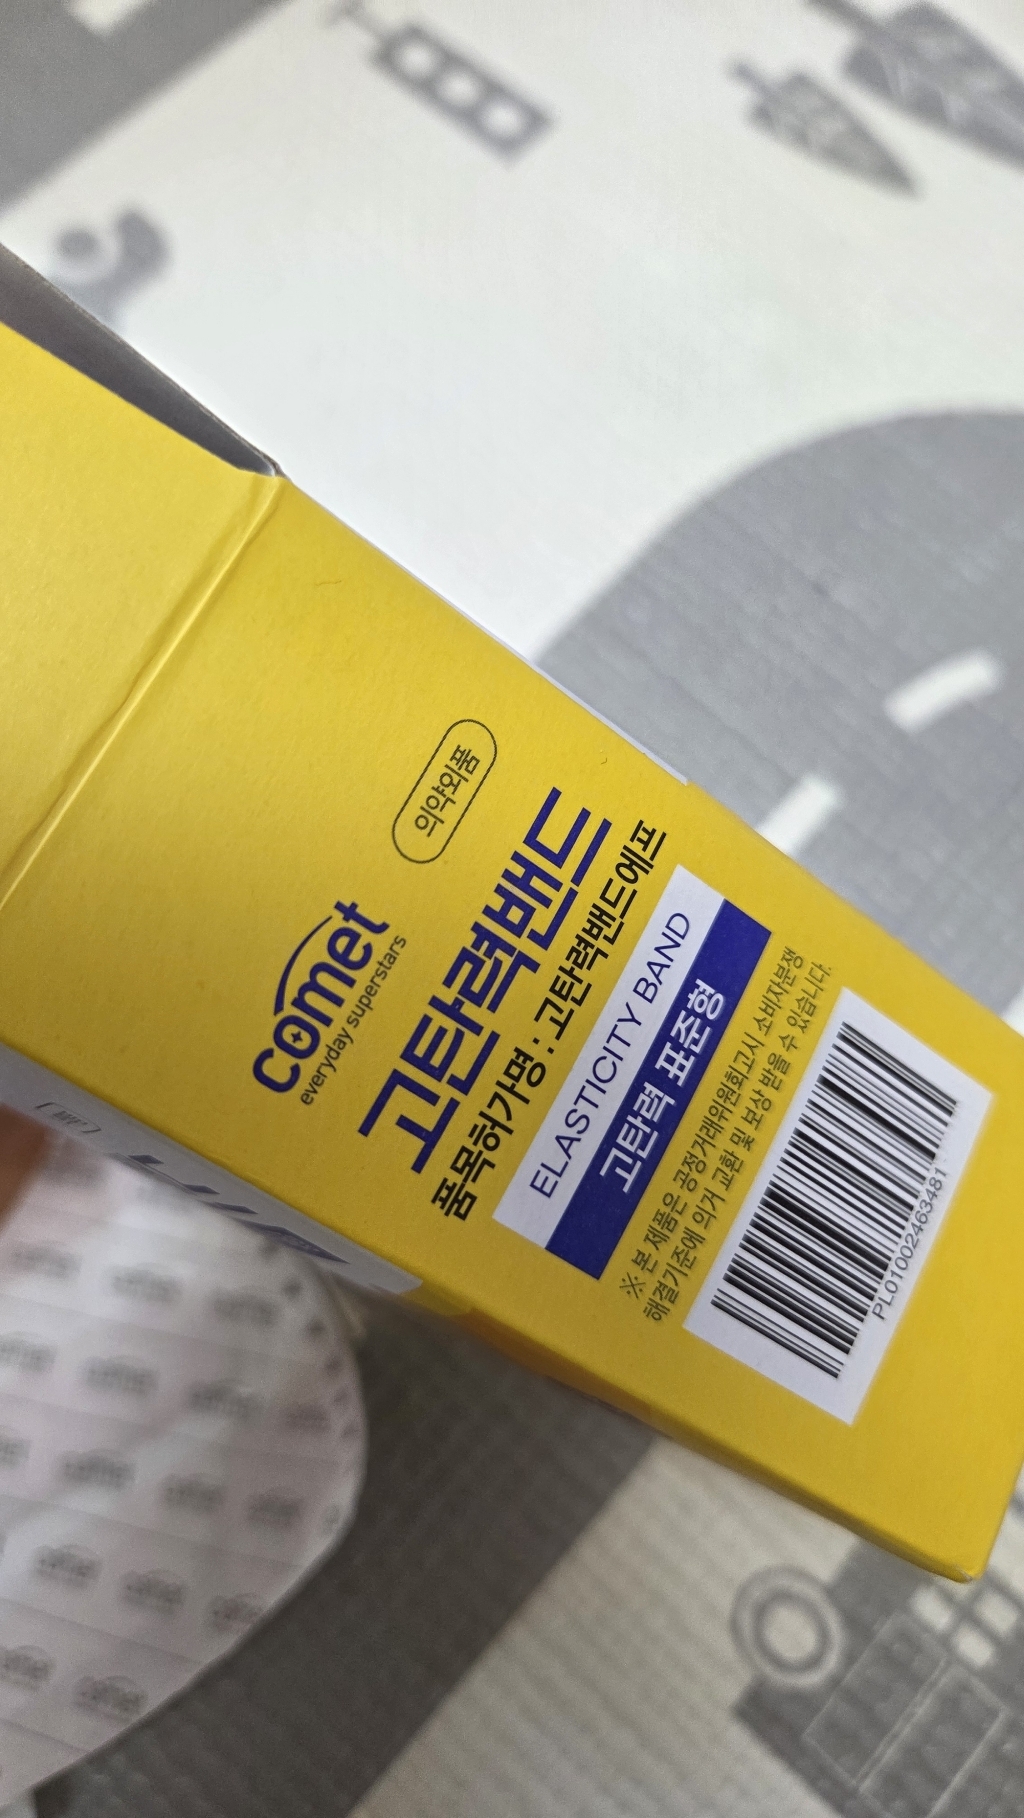 의약외품
comet
everyday superstars
고탄력밴드
품목허가명 : 고탄력밴드에프
ELASTICITY BAND
고탄력 표준형
※ 본 제품은 공정거래위원회고시 소비자분쟁
해결기준에 의거 교환 및 보상 받을 수 있습니다.
PL01002463481